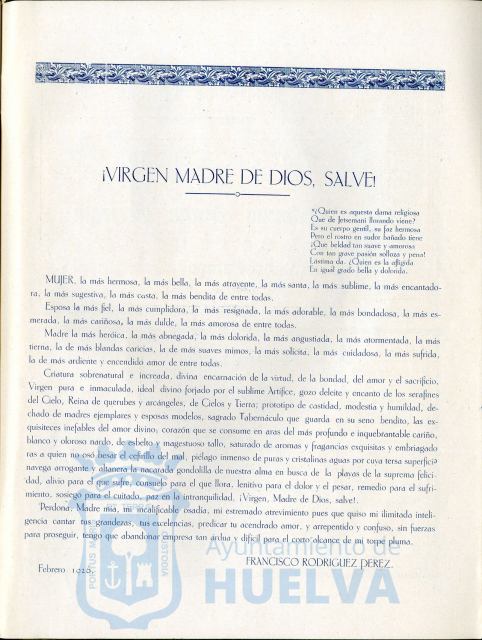 ¡VIRGEN MADRE DE DIOS, SALVE!
"¿Quien es aquesta dama religiosa
Que de Jetsemani llorando viene?
Es su cuerpo gentil, su faz hermosa
Pero el rostro en sudor bañado tiene
¡Que beldad tan suave y amorosa
Con tan grave pasión solloza y pena!
Lástima da. ¿Quien es la afligida
En igual grado bella y dolorida.
MUJER, la más hermosa, la más bella, la más atrayente, la más santa, la más sublime, la más encantado-
ra, la más sugestiva, la más casta, la más bendita de entre todas.
Esposa la más fiel, la más cumplidora, la más resignada, la más adorable, la más bondadosa, la más es-
merada, la más cariñosa, la más dulde, la más amorosa de entre todas.
Madre la más heróica, la más abnegada, la más dolorida, la más angustiada, la más atormentada, la más
tierna, la de más blandas caricias, la de más suaves mimos, la más solícita, la más cuidadosa, la más sufrida,
la de más ardiente y encendido amor de entre todas.
Criatura sobrenatural e increada, divina encarnación de la virtud, de la bondad, del amor y el sacrificio,
Virgen pura e inmaculada, ideal divino forjado por el sublime Artífice, gozo deleite y encanto de los serafines
del Cielo, Reina de querubes y arcángeles, de Cielos y Tierra; prototipo de castidad, modestia y humildad, de-
chado de madres ejemplares y esposas modelos, sagrado Tabernáculo que guarda en su seno bendito, las ex-
quisiteces inefables del amor divino; corazón que se consume en aras del más profundo e inquebrantable cariño,
blanco y oloroso nardo, de esbelto y magestuoso tallo, saturado de aromas y fragancias exquisitas y embriagado
ras a quien no osó besar el efluvio del mal, piélago inmenso de puras y cristalinas aguas por cuya tersa superficie
navega arrogante y altanera la nacarada gondolilla de nuestra alma en busca de la playas de la suprema felici-
dad, alivio para el que sufre, consuelo para el que llora, lenitivo para el dolor y el pesar, remedio para el sufri-
miento, sosiego para el cuitado, paz en la intranquilidad. ¡Virgen, Madre de Dios, salve!.
Perdona, Madre mía, mi incalificable osadía, mi estremado atrevimiento pues que quiso mi ilimitada inteli-
gencia cantar tus grandezas, tus excelencias, predicar tu acendrado amor, y arrepentido y confuso, sin fuerzas
para proseguir, tengo que abandonar empresa tan ardua y difícil para el corto alcance de mi torpe pluma.
FRANCISCO RODRIGUEZ PEREZ.
Febrero 1926.
Ayuntamiento de
HUELVA
PORTUS MARIS
CUSTODIA